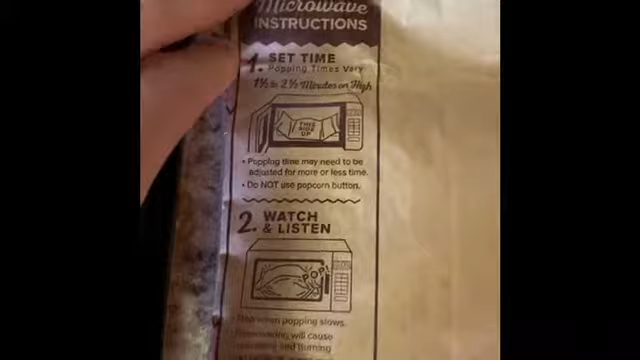 Microwave
INSTRUCTIONS
1. SET TIME
Popping Times Vary
1½ to 2½ Minutes on High
THIS
SIDE
UP
• Popping time may need to be
adjusted for more or less time.
• Do NOT use popcorn button.
2. WATCH
& LISTEN
POP!
when popping slows.
will cause
and burning